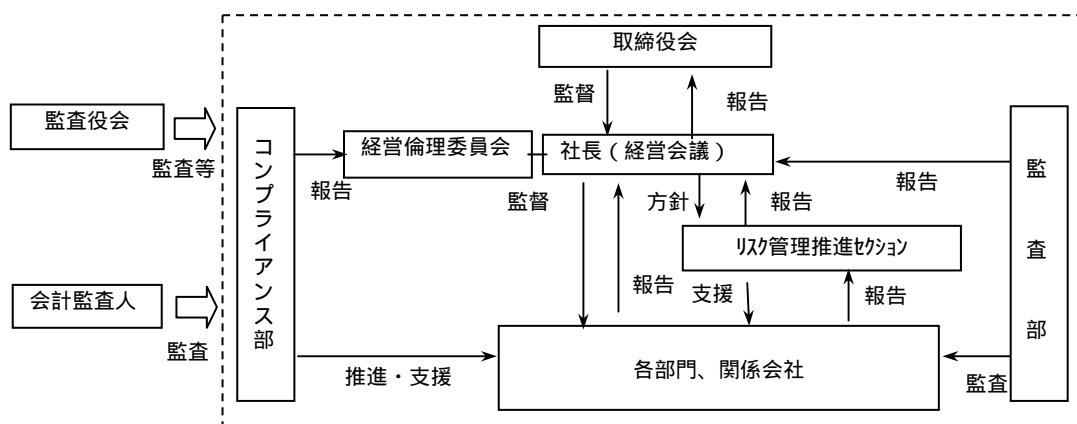 取締役会
監督
報告
監査役会
監査等
コンプライアンス部
報告
経営倫理委員会
社長（経営会議）
報告
監査部
監督
方針
報告
リスク管理推進セクション
会計監査人
監査
報告
支援
報告
推進・支援
各部門、関係会社
監査